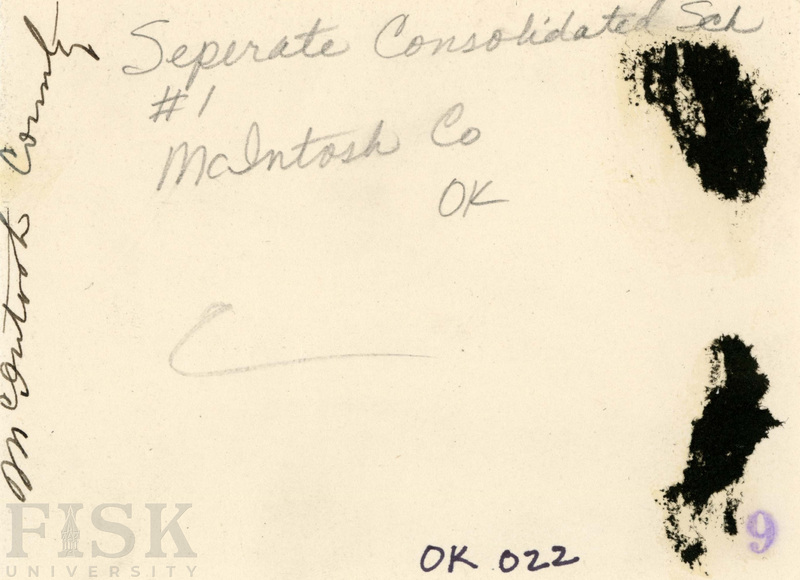 Seperate Consolidated Sch
#1
McIntosh Co
OK
McIntosh County
OK 022
9
FISK
UNIVERSITY